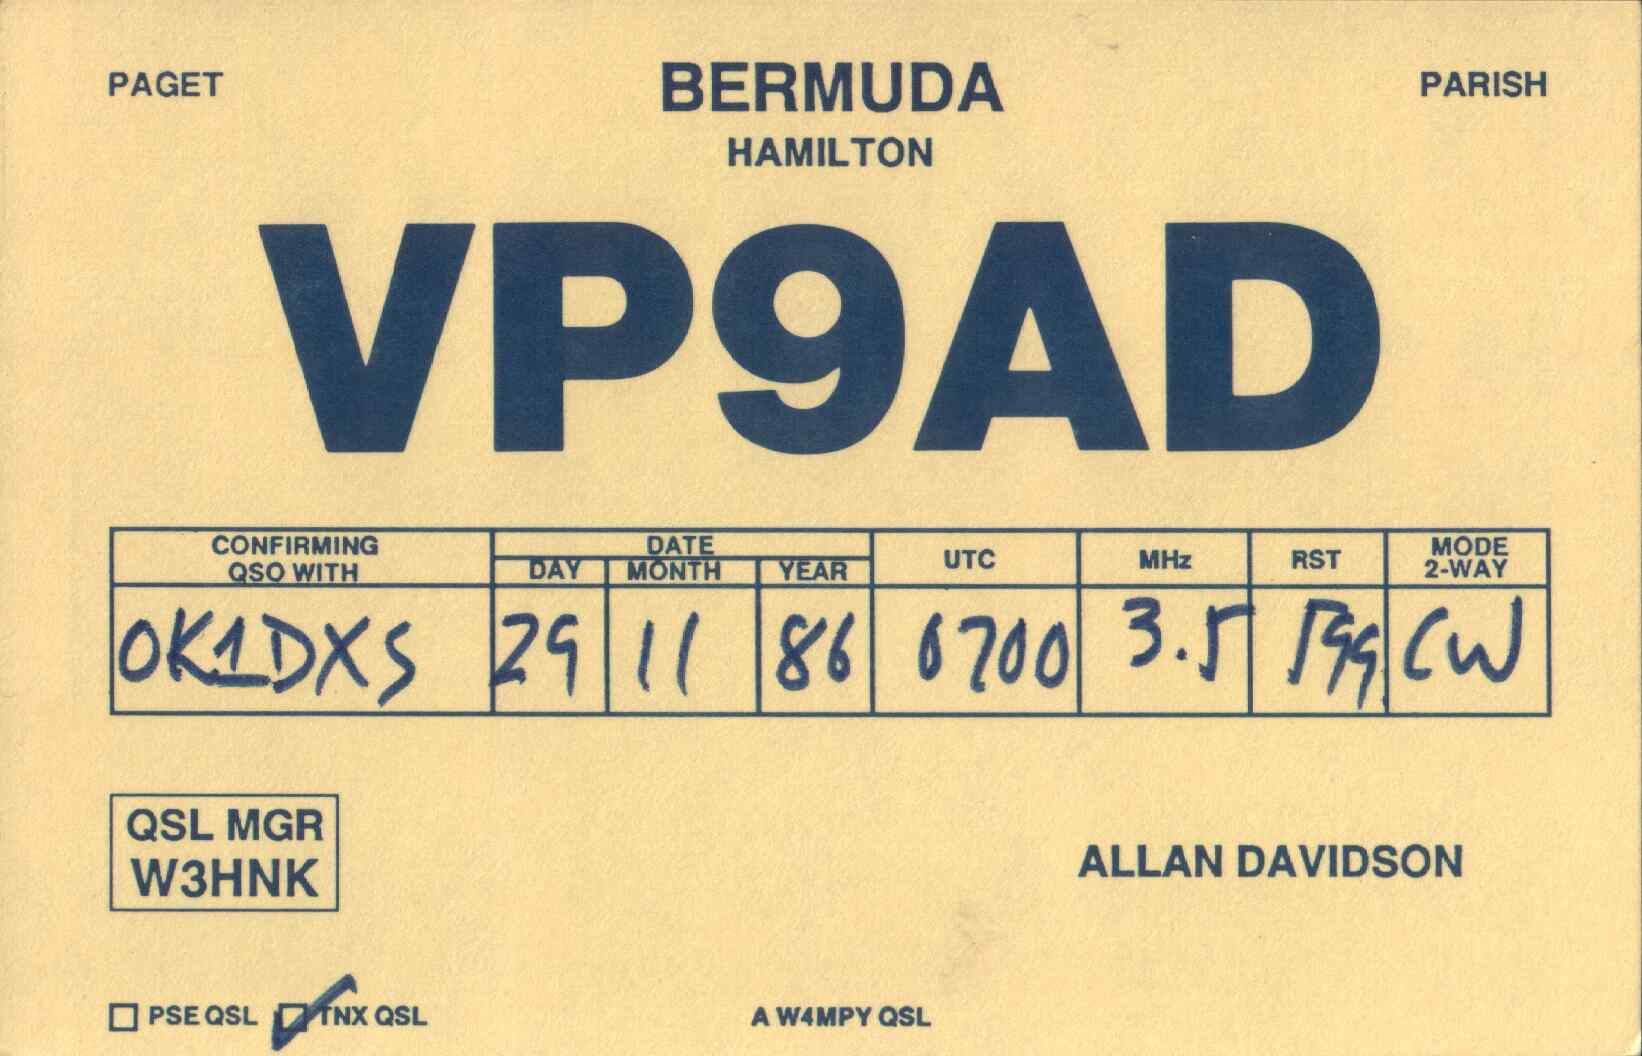 PAGET BERMUDA PARISH
HAMILTON
VP9AD
CONFIRMING QSO WITH DATE DAY MONTH YEAR UTC MHz RST MODE 2-WAY
OK1DXS 29 11 86 0700 3.5 599 CW
QSL MGR
W3HNK
ALLAN DAVIDSON
PSE QSL TNX QSL A W4MPY QSL